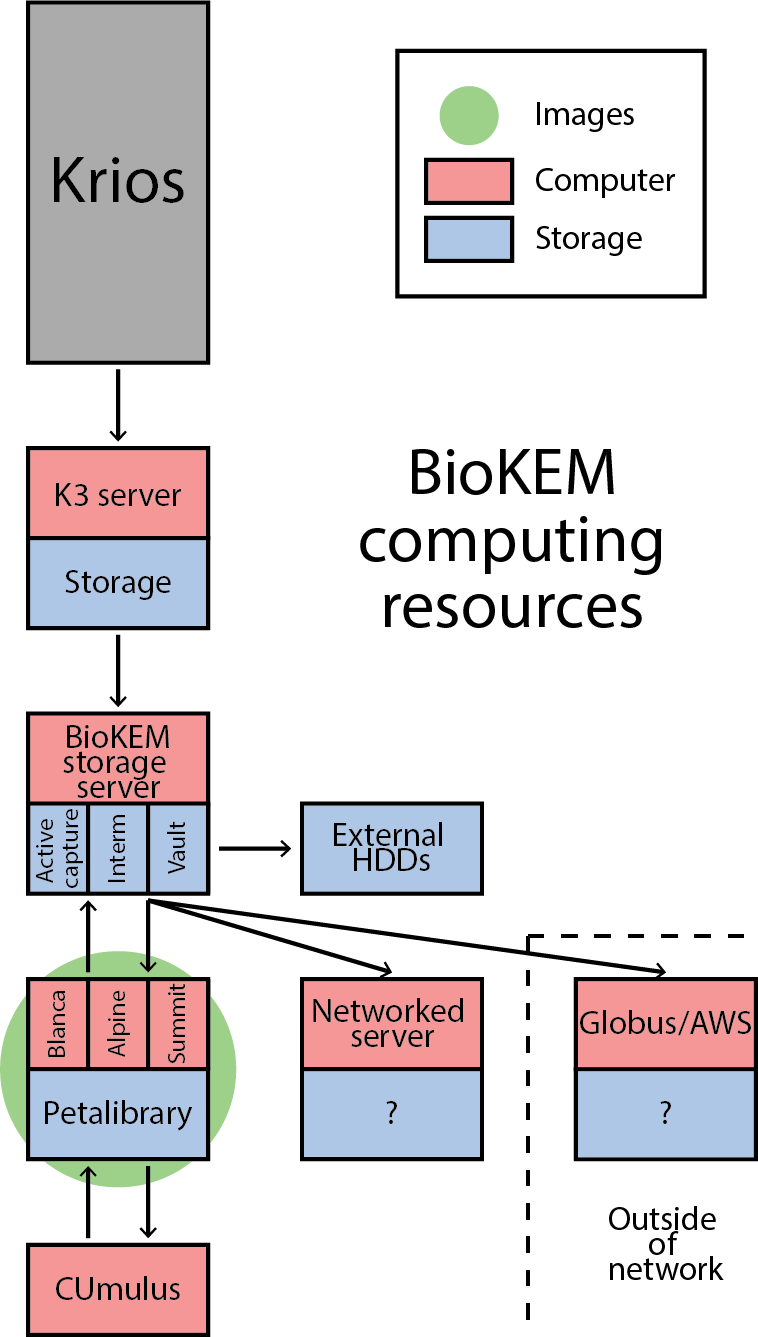 Krios
Images
Computer
Storage
BioKEM
computing
resources
K3 server
Storage
BioKEM
storage
server
Active
capture
Interm
Vault
External
HDDs
Blanca
Alpine
Summit
Petalibrary
Networked
server
?
Globus/AWS
?
Outside
of
network
CUmulus